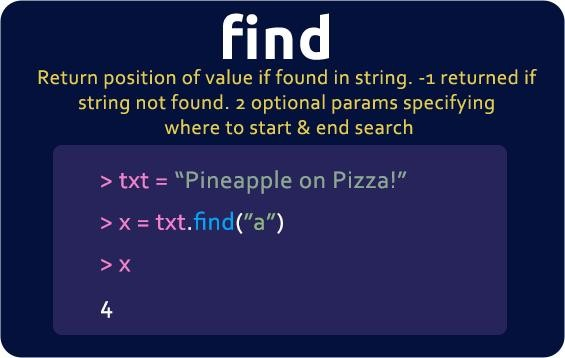 find
Return position of value if found in string. -1 returned if
string not found. 2 optional params specifying
where to start & end search
> txt = “Pineapple on Pizza!”
> x = txt.find(”a”)
> x
4